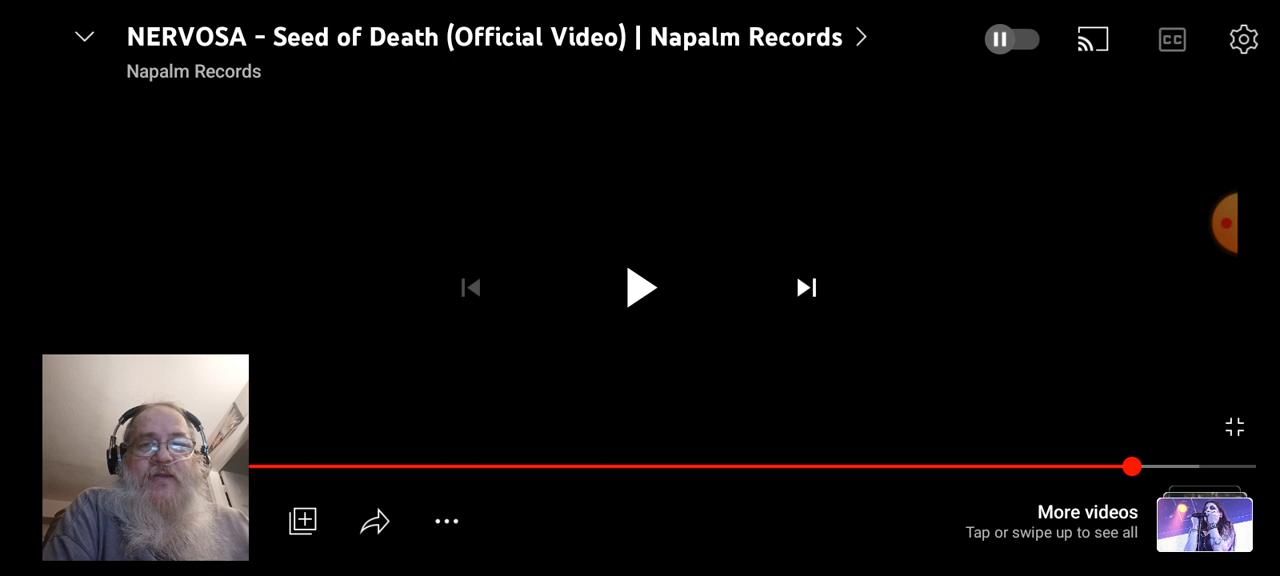 NERVOSA - Seed of Death (Official Video) | Napalm Records
Napalm Records
CC
More videos
Tap or swipe up to see all